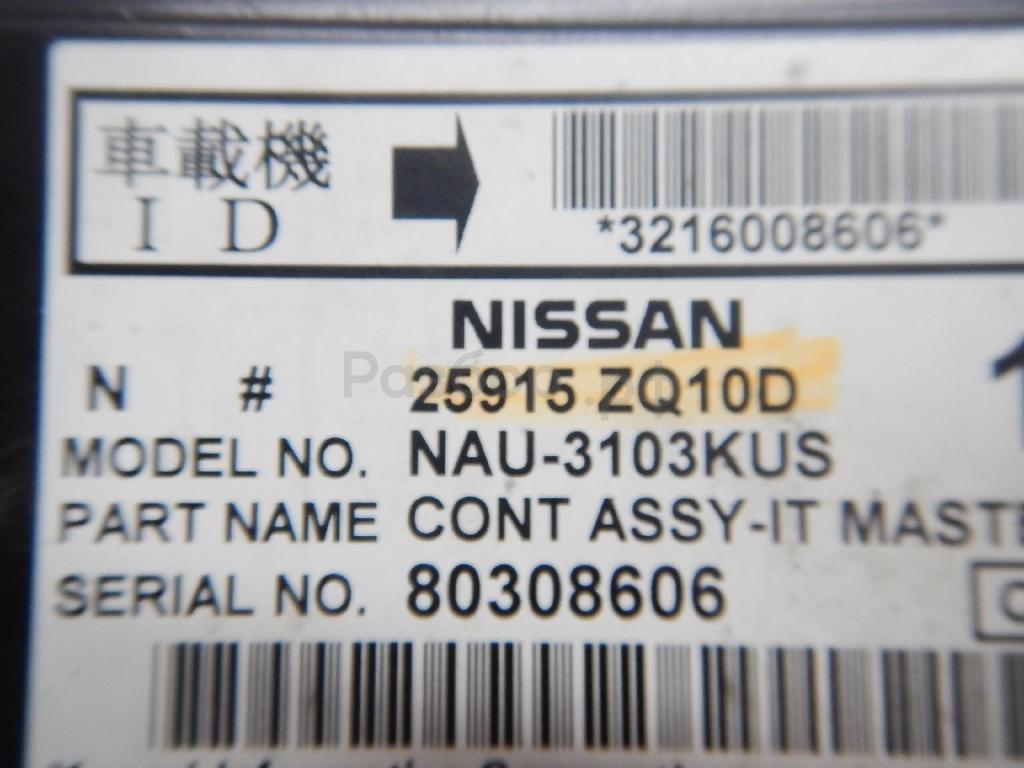 車載機
ID
*3216008606*
NISSAN
N # 25915 ZQ10D
MODEL NO. NAU-3103KUS
PART NAME CONT ASSY-IT MASTE
SERIAL NO. 80308606